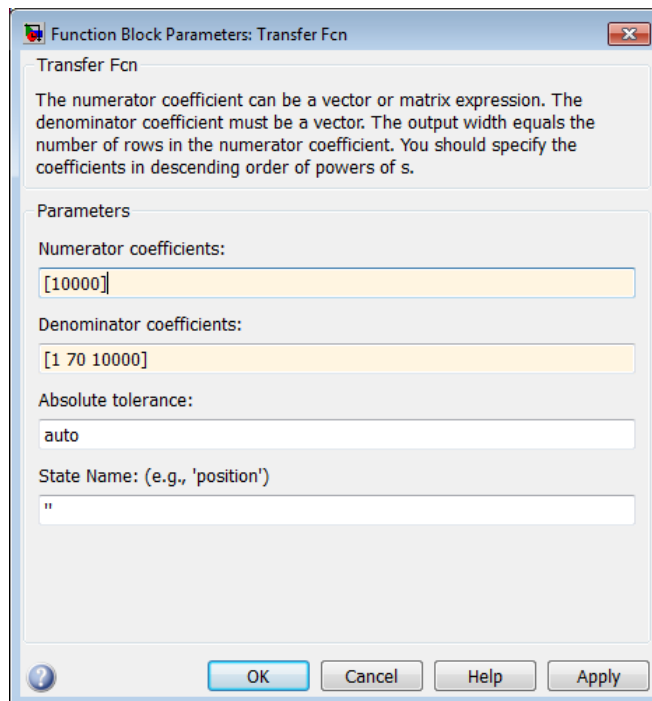 Function Block Parameters: Transfer Fcn
Transfer Fcn
The numerator coefficient can be a vector or matrix expression. The
denominator coefficient must be a vector. The output width equals the
number of rows in the numerator coefficient. You should specify the
coefficients in descending order of powers of s.
Parameters
Numerator coefficients:
[10000]
Denominator coefficients:
[1 70 10000]
Absolute tolerance:
auto
State Name: (e.g., 'position')
''
OK Cancel Help Apply